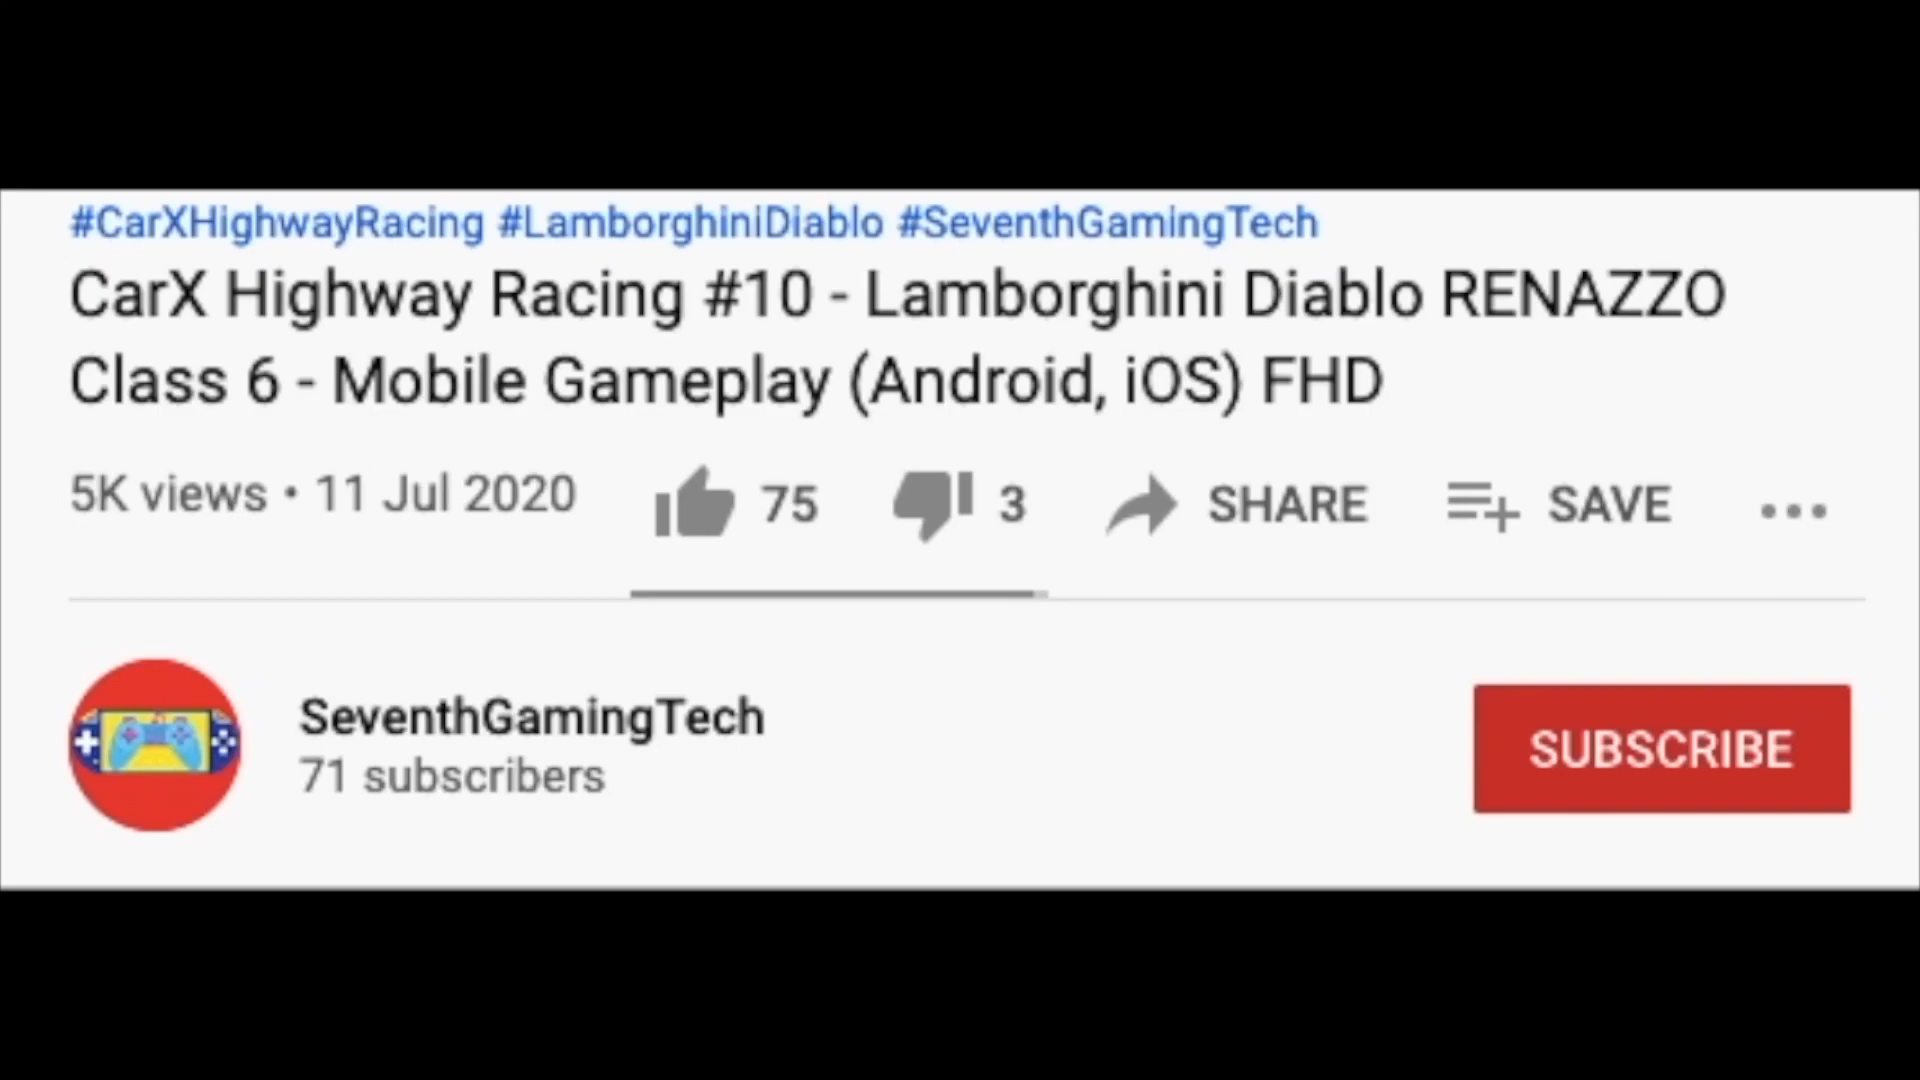 #CarXHighwayRacing #LamborghiniDiablo #SeventhGamingTech
CarX Highway Racing #10 - Lamborghini Diablo RENAZZO
Class 6 - Mobile Gameplay (Android, iOS) FHD
5K views • 11 Jul 2020 75 3 SHARE SAVE
SeventhGamingTech
71 subscribers
SUBSCRIBE